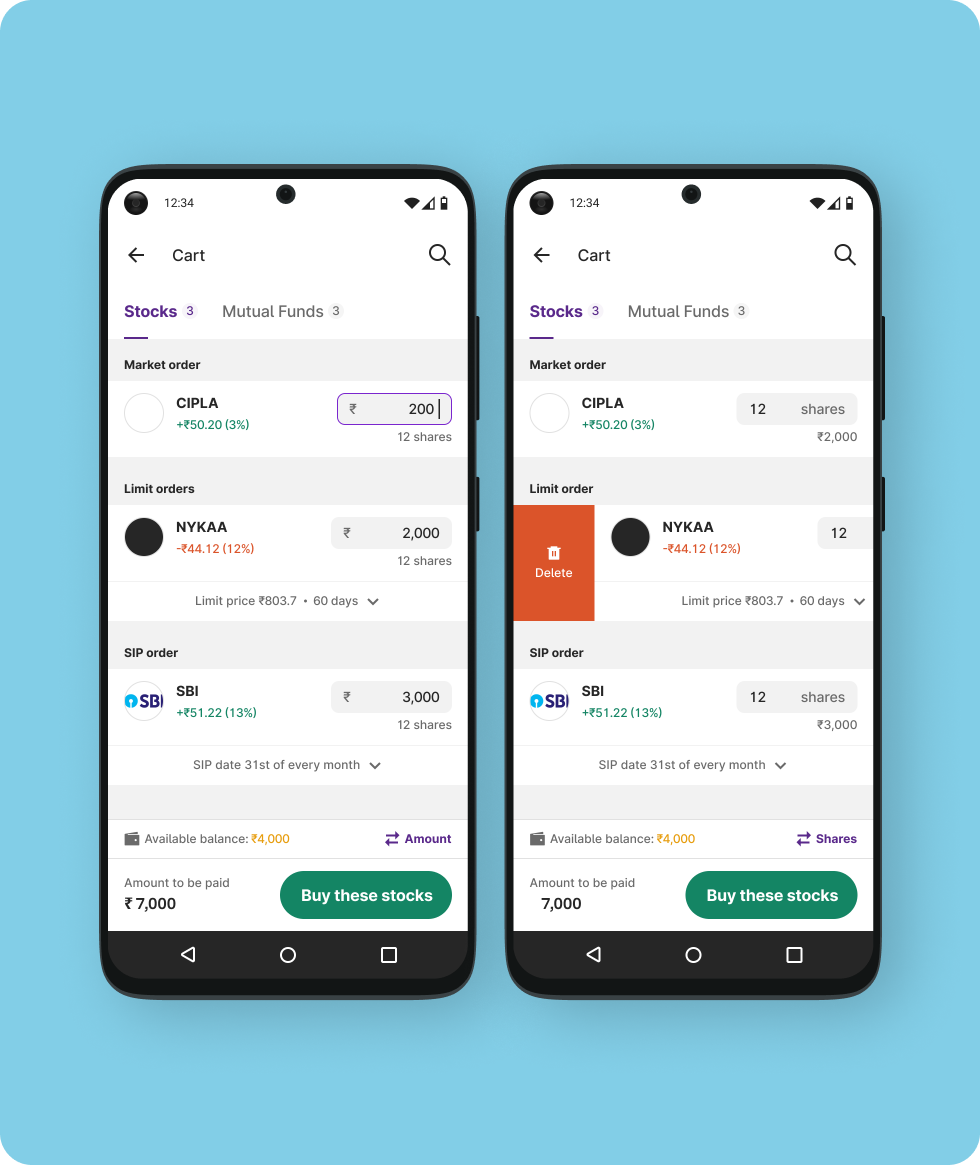 12:34
Cart
Stocks 3 Mutual Funds 3
Market order
CIPLA
₹ 200
+₹50.20 (3%)
12 shares
Limit orders
NYKAA
₹ 2,000
-₹44.12 (12%)
12 shares
Limit price ₹803.7 • 60 days
SIP order
SBI
SBI
₹ 3,000
+₹51.22 (13%)
12 shares
SIP date 31st of every month
Available balance: ₹4,000 Amount
Amount to be paid
₹ 7,000
Buy these stocks
12:34
Cart
Stocks 3 Mutual Funds 3
Market order
CIPLA
12 shares
+₹50.20 (3%)
₹2,000
Limit order
Delete
NYKAA
12
-₹44.12 (12%)
Limit price ₹803.7 • 60 days
SIP order
SBI
SBI
12 shares
+₹51.22 (13%)
₹3,000
SIP date 31st of every month
Available balance: ₹4,000 Shares
Amount to be paid
7,000
Buy these stocks